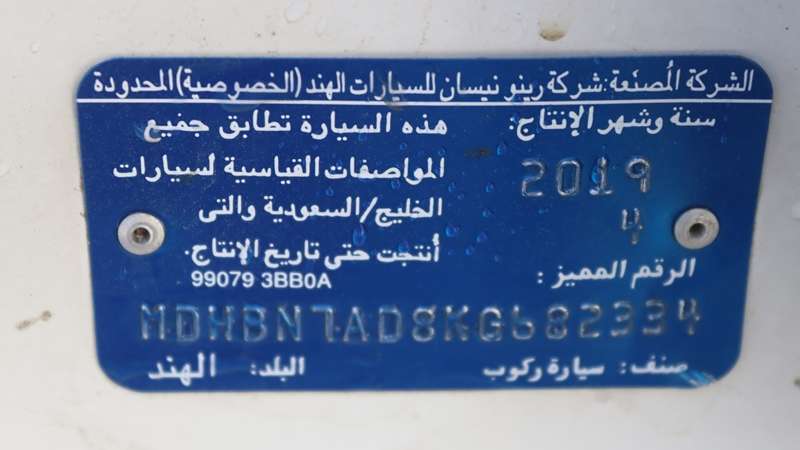 الشركة المُصنّعة: شركة رينو نيسان للسيارات الهند (الخصوصية) المحدودة
سنة وشهر الإنتاج:
2019
4
هذه السيارة تطابق جميع
المواصفات القياسية لسيارات
الخليج/السعودية والتى
أنتجت حتى تاريخ الإنتاج.
99079 3BB0A
الرقم المميز :
MDHBN7AD8KG682334
صنف: سيارة ركوب
البلد: الهند